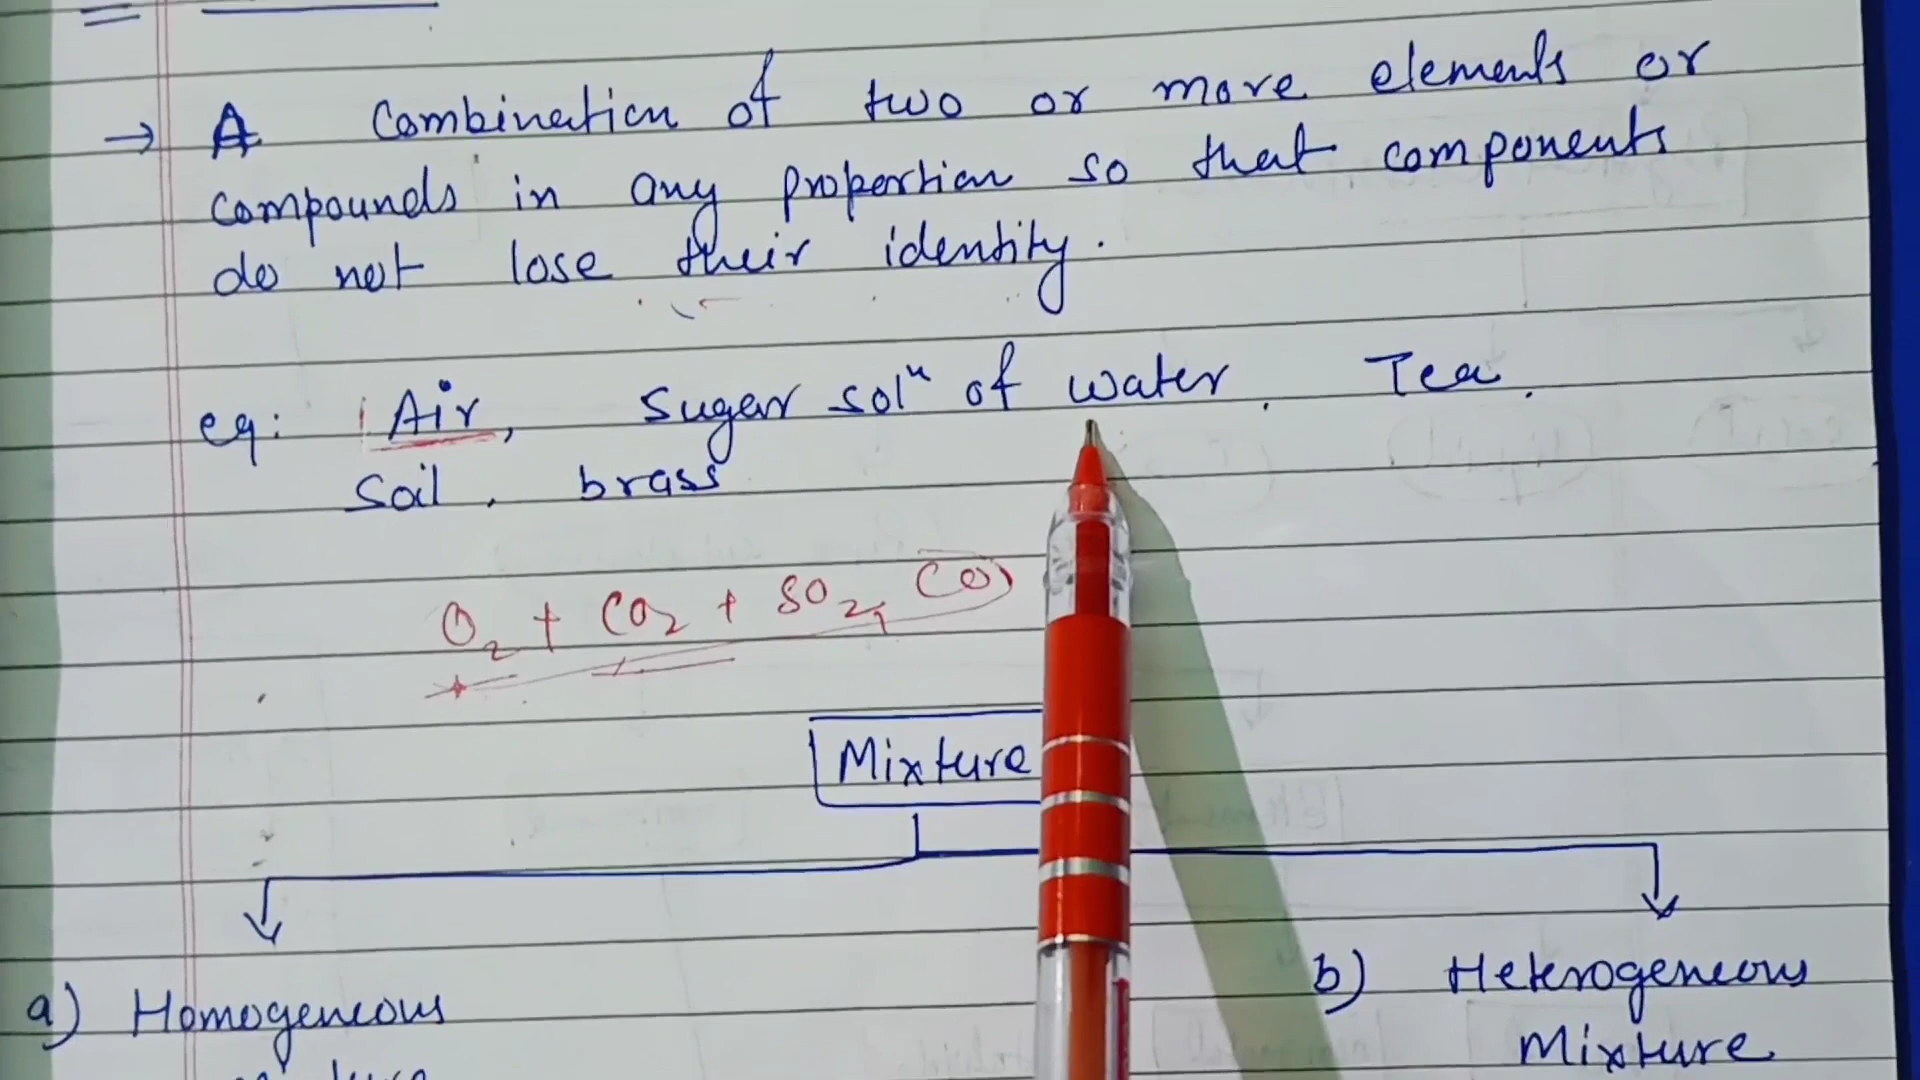 → A Combination of two or more elements or
compounds in any proportion so that components
do not lose their identity.
eg: Air, Sugar solⁿ of water, Tea,
Soil, brass
O₂ + CO₂ + SO₂, CO
Mixture
a) Homogeneous
b) Heterogeneous
Mixture